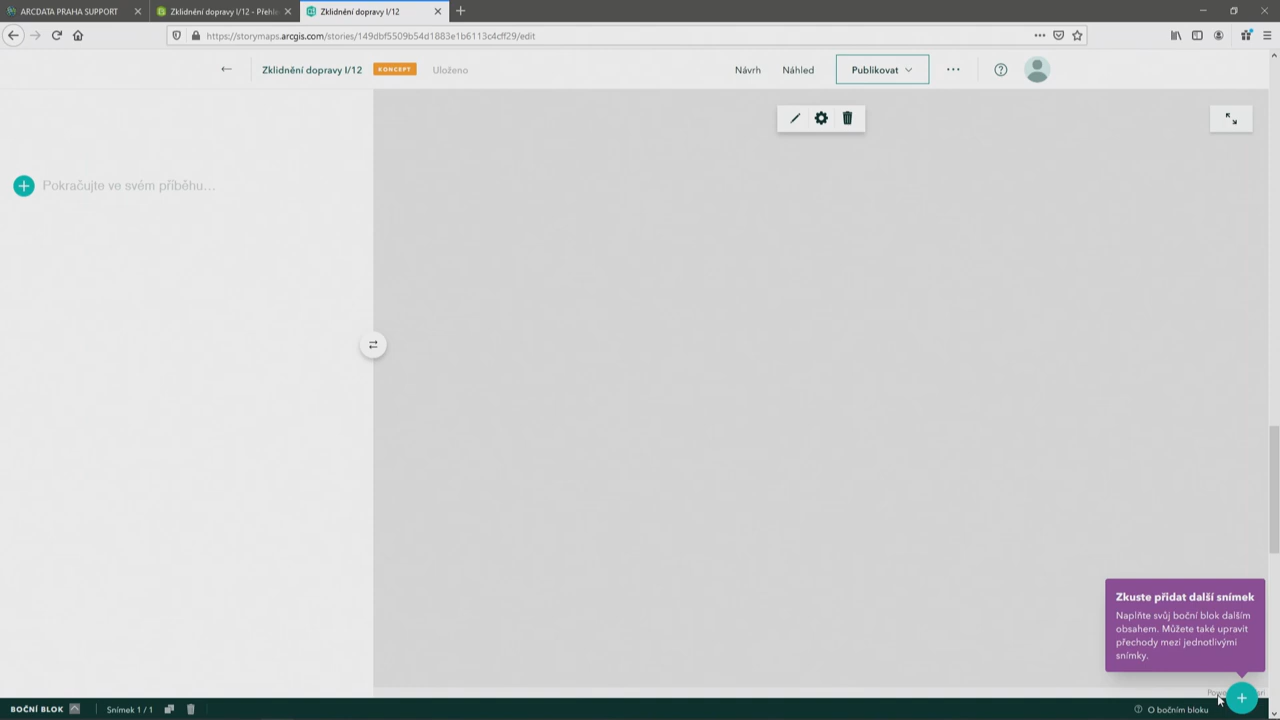 ARCDATA PRAHA SUPPORT
Zklidnění dopravy I/12 - Přehle
Zklidnění dopravy I/12
https://storymaps.arcgis.com/stories/149dbf5509b54d1883e1b6113c4cff29/edit
Zklidnění dopravy I/12
KONCEPT
Uloženo
Návrh
Náhled
Publikovat
Pokračujte ve svém příběhu...
Zkuste přidat další snímek
Naplňte svůj boční blok dalším
obsahem. Můžete také upravit
přechody mezi jednotlivými
snímky.
BOČNÍ BLOK
Snímek 1 / 1
O bočním bloku